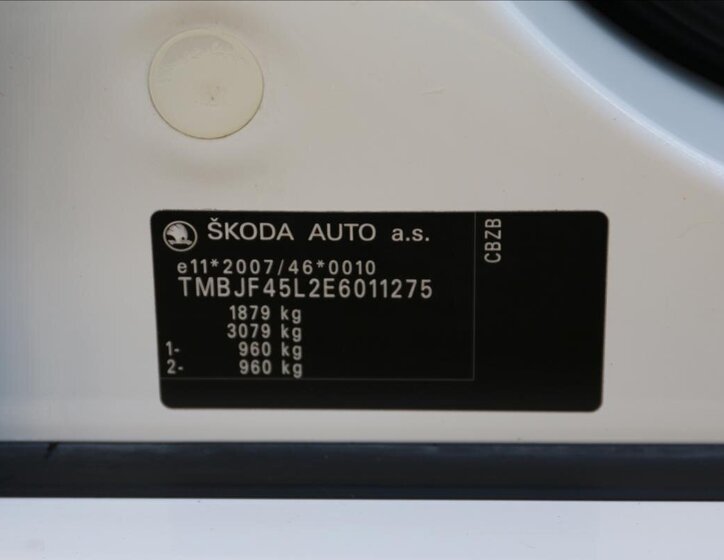 ŠKODA AUTO a.s.
e11*2007/46*0010
TMBJF45L2E6011275
1879 kg
3079 kg
1- 960 kg
2- 960 kg
CBZB